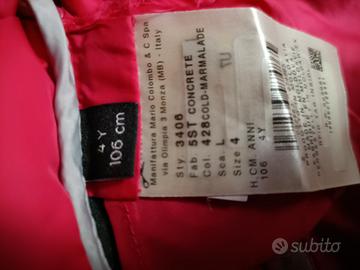 4 Y
106 cm
Manifattura Mario Colombo & C Spa
via Olimpia 3 Monza (MB) - Italy
Sty. 3406
Fab. 5ST CONCRETE
Col. 428COLD-MARMALADE
Sca. L TU
Size 4
H.CM. ANNI
106 4Y
subito